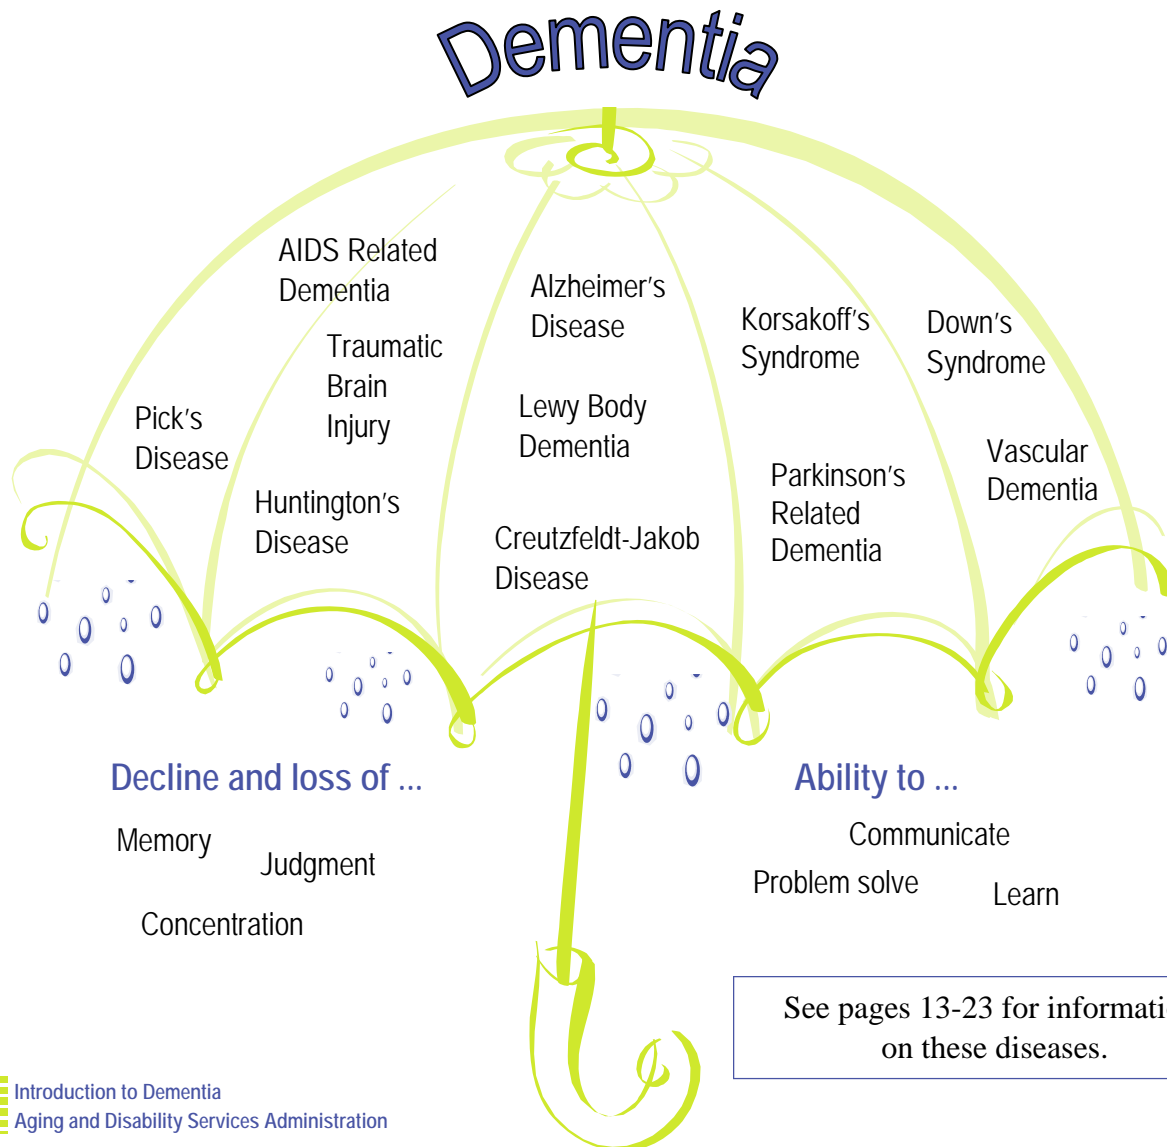 Dementia
AIDS Related
Dementia
Traumatic
Brain
Injury
Pick's
Disease
Huntington's
Disease
Alzheimer's
Disease
Lewy Body
Dementia
Creutzfeldt-Jakob
Disease
Korsakoff's
Syndrome
Parkinson's
Related
Dementia
Down's
Syndrome
Vascular
Dementia
Decline and loss of ...
Memory
Judgment
Concentration
Ability to ...
Communicate
Problem solve
Learn
See pages 13-23 for informati
on these diseases.
Introduction to Dementia
Aging and Disability Services Administration